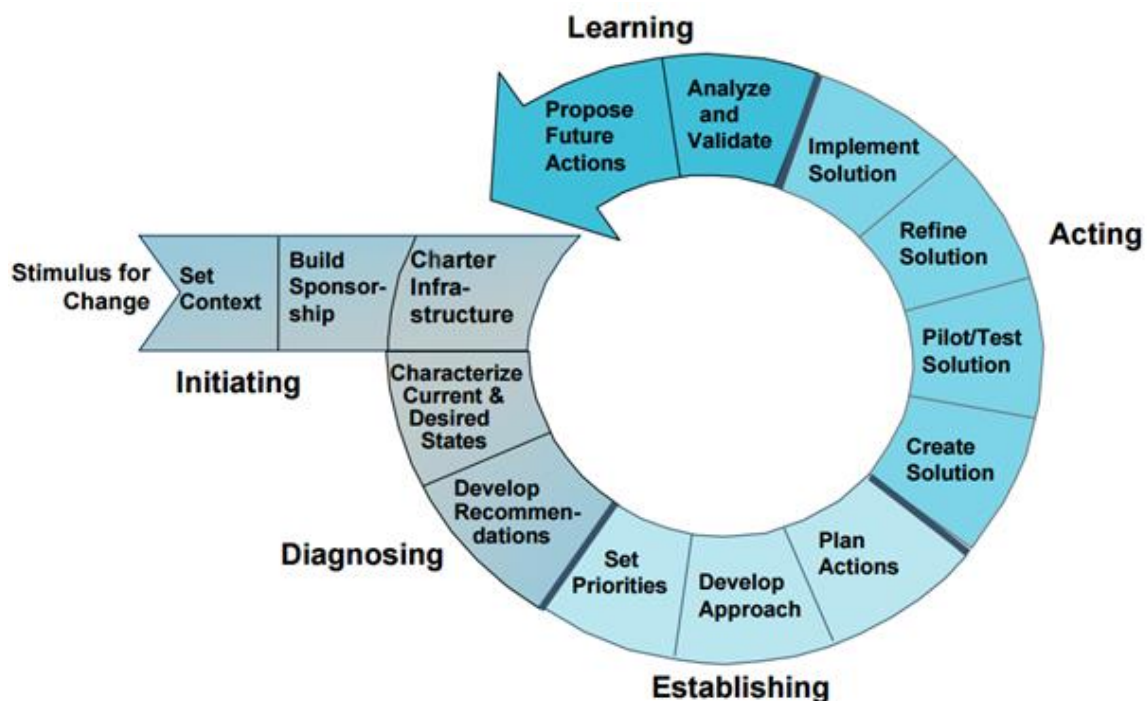 Learning
Propose
Future
Actions
Analyze
and
Validate
Implement
Solution
Refine
Solution
Acting
Pilot/Test
Solution
Create
Solution
Stimulus for
Change
Set
Context
Build
Sponsor-
ship
Charter
Infra-
structure
Initiating
Characterize
Current &
Desired
States
Develop
Recommen-
dations
Diagnosing
Set
Priorities
Develop
Approach
Plan
Actions
Establishing